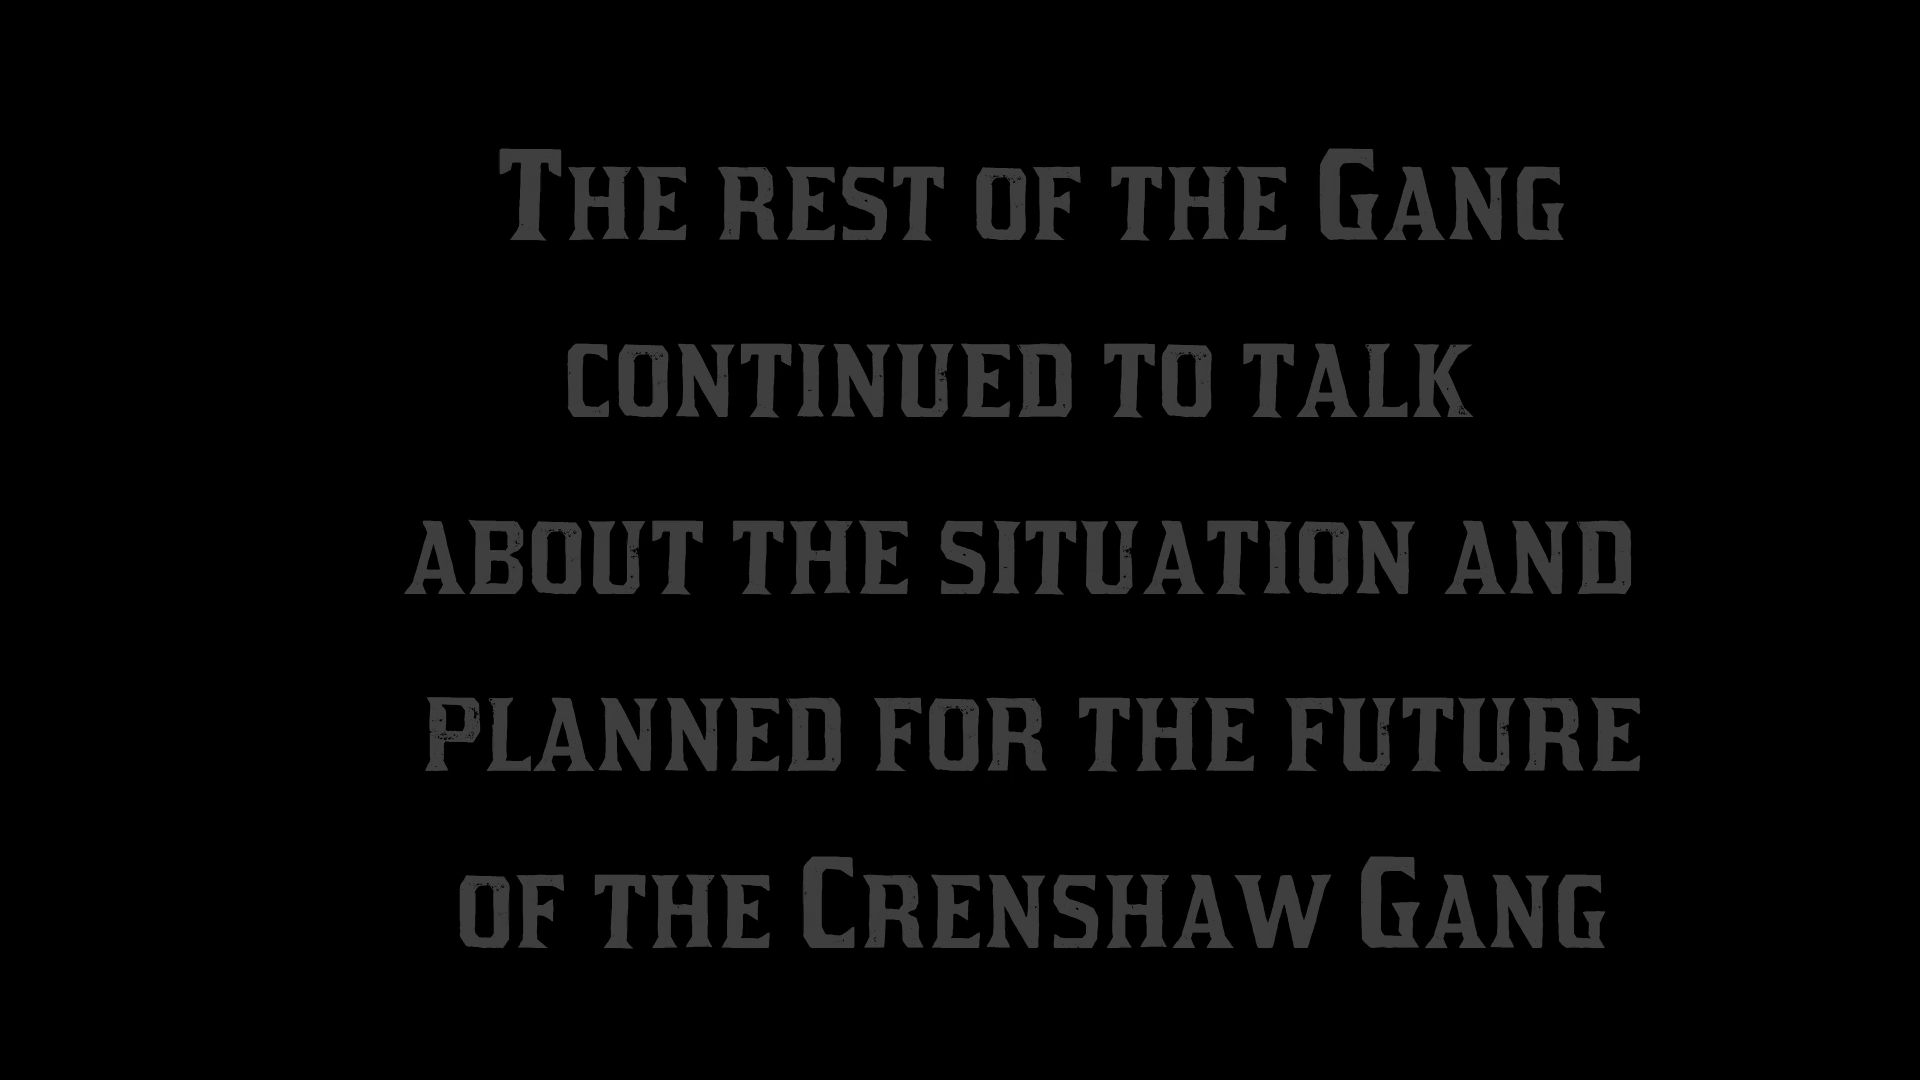 The rest of the Gang
continued to talk
about the situation and
planned for the future
of the Crenshaw Gang